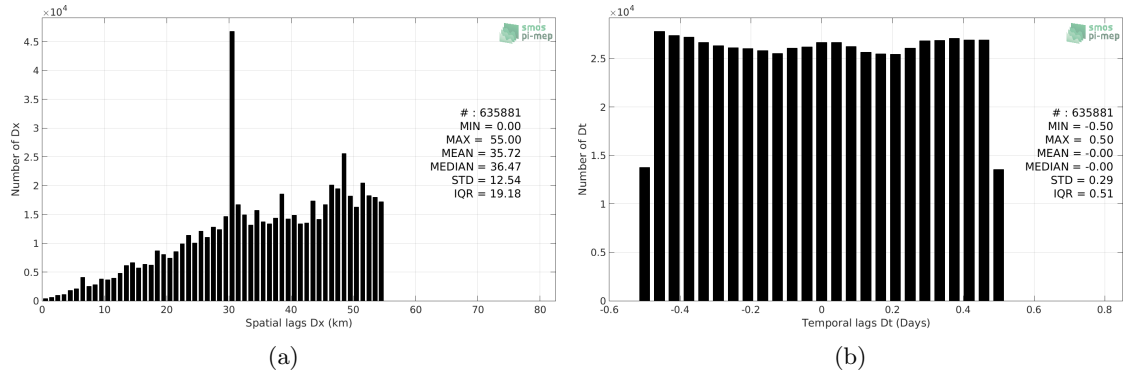 ×10⁴
4.5
4
3.5
3
2.5
2
1.5
1
0.5
0
Number of Dx
smos
pi-mep
# : 635881
MIN = 0.00
MAX = 55.00
MEAN = 35.72
MEDIAN = 36.47
STD = 12.54
IQR = 19.18
0 10 20 30 40 50 60 70 80
Spatial lags Dx (km)
(a)
×10⁴
2.5
2
1.5
1
0.5
0
Number of Dt
smos
pi-mep
# : 635881
MIN = -0.50
MAX = 0.50
MEAN = -0.00
MEDIAN = -0.00
STD = 0.29
IQR = 0.51
-0.6 -0.4 -0.2 0 0.2 0.4 0.6 0.8
Temporal lags Dt (Days)
(b)